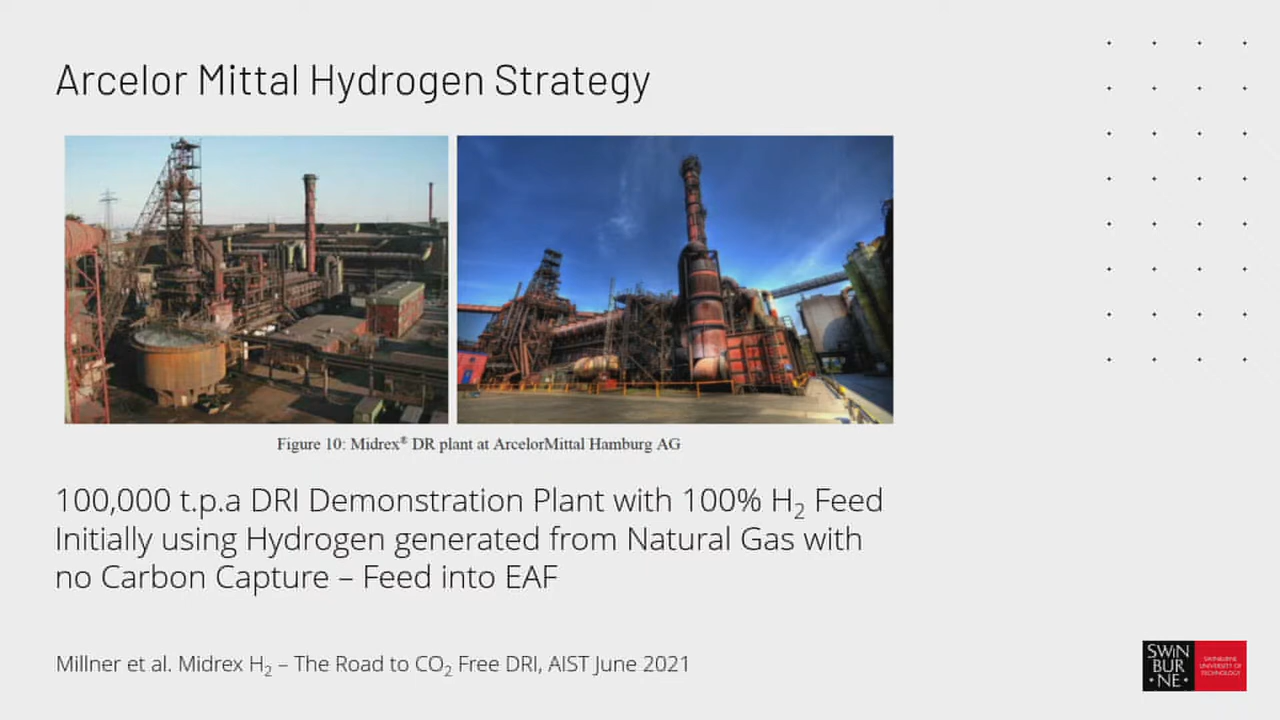 Arcelor Mittal Hydrogen Strategy
Figure 10: Midrex® DR plant at ArcelorMittal Hamburg AG
100,000 t.p.a DRI Demonstration Plant with 100% H₂ Feed
Initially using Hydrogen generated from Natural Gas with
no Carbon Capture – Feed into EAF
Millner et al. Midrex H₂ – The Road to CO₂ Free DRI, AIST June 2021
SWIN
BUR
• NE •
SWINBURNE
UNIVERSITY OF
TECHNOLOGY